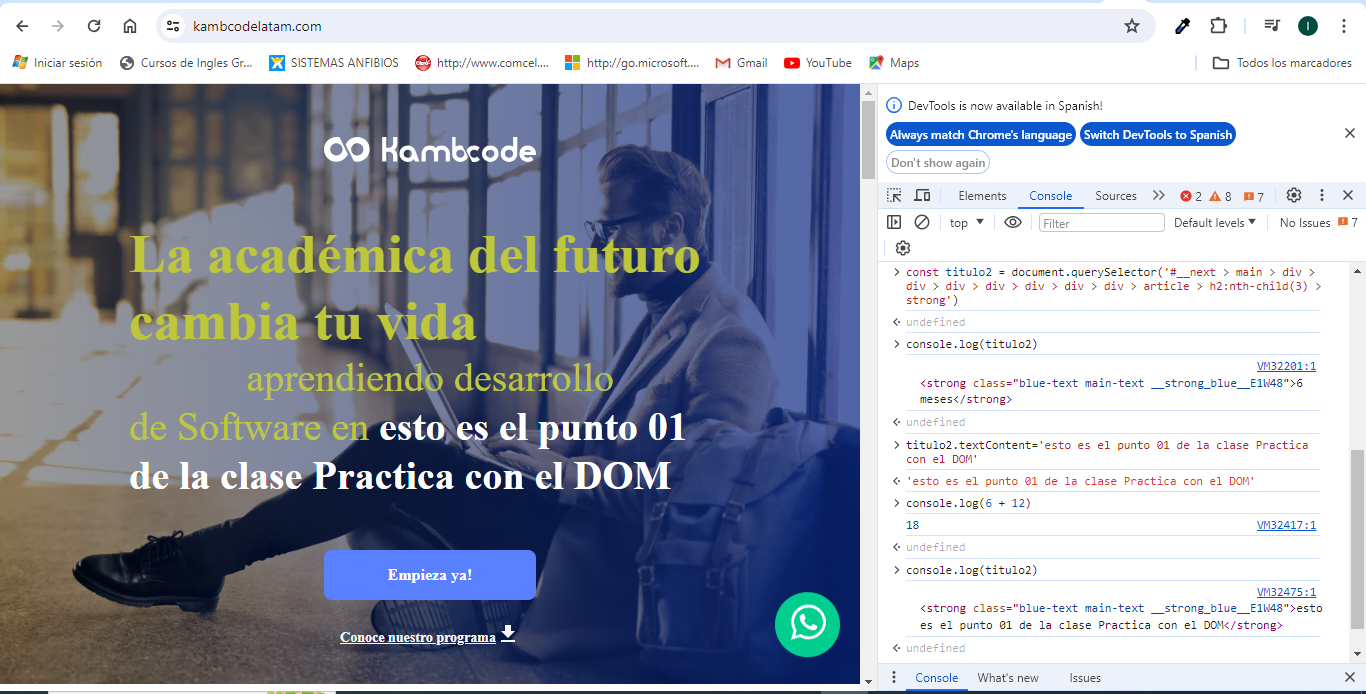 kambcodelatam.com
I
Iniciar sesión
Cursos de Ingles Gr...
SISTEMAS ANFIBIOS
http://www.comcel....
http://go.microsoft....
Gmail
YouTube
Maps
Todos los marcadores
Kambcode
La académica del futuro
cambia tu vida
aprendiendo desarrollo
de Software en esto es el punto 01
de la clase Practica con el DOM
Empieza ya!
Conoce nuestro programa
DevTools is now available in Spanish!
Always match Chrome's language
Switch DevTools to Spanish
Don't show again
Elements Console Sources 2 8 7
top Filter Default levels No Issues 7
const titulo2 = document.querySelector('#__next > main > div >
div > div > div > div > div > div > article > h2:nth-child(3) >
strong')
undefined
console.log(titulo2)
VM32201:1
<strong class="blue-text main-text __strong_blue__E1W48">6
meses</strong>
undefined
titulo2.textContent='esto es el punto 01 de la clase Practica
con el DOM'
'esto es el punto 01 de la clase Practica con el DOM'
console.log(6 + 12)
18 VM32417:1
undefined
console.log(titulo2)
VM32475:1
<strong class="blue-text main-text __strong_blue__E1W48">esto
es el punto 01 de la clase Practica con el DOM</strong>
undefined
Console What's new Issues